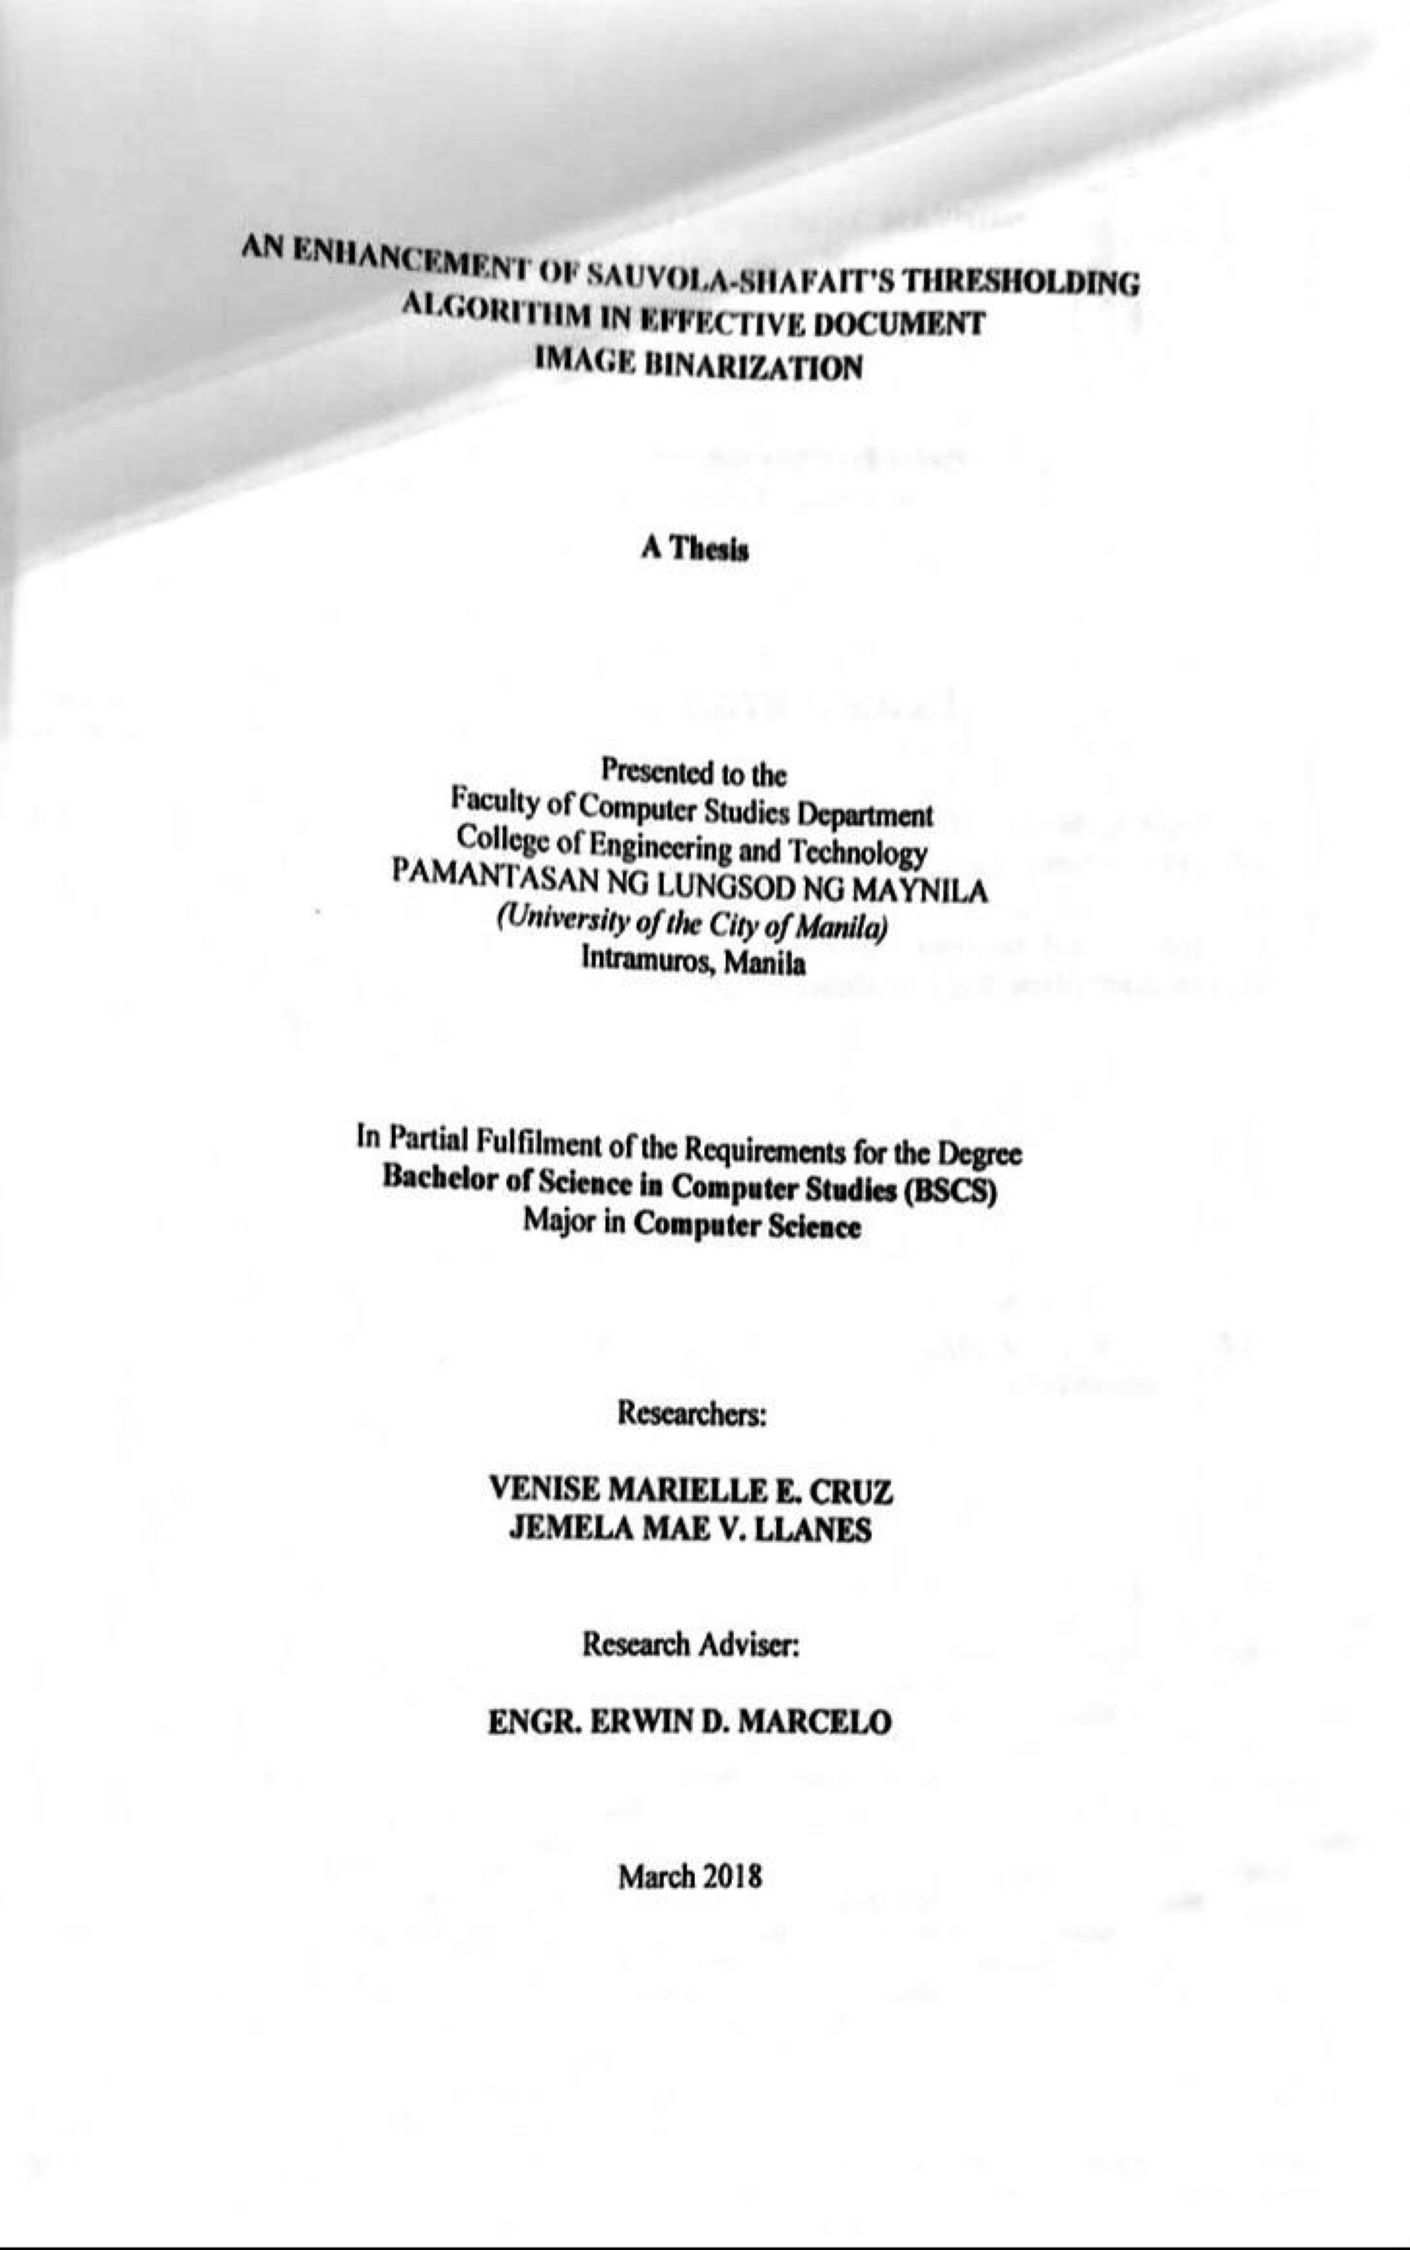 AN ENHANCEMENT OF SAUVOLA-SHAFAIT'S THRESHOLDING
ALGORITHM IN EFFECTIVE DOCUMENT
IMAGE BINARIZATION
A Thesis
Presented to the
Faculty of Computer Studies Department
College of Engineering and Technology
PAMANTASAN NG LUNGSOD NG MAYNILA
(University of the City of Manila)
Intramuros, Manila
In Partial Fulfilment of the Requirements for the Degree
Bachelor of Science in Computer Studies (BSCS)
Major in Computer Science
Researchers:
VENISE MARIELLE E. CRUZ
JEMELA MAE V. LLANES
Research Adviser:
ENGR. ERWIN D. MARCELO
March 2018